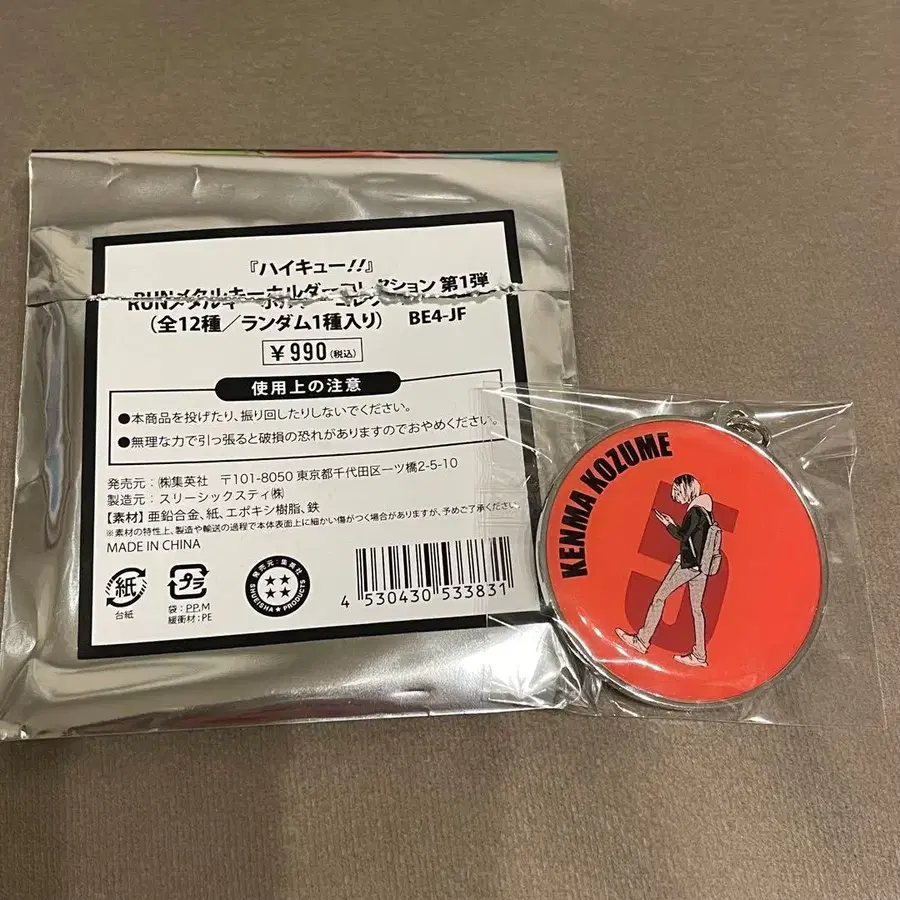 『ハイキュー!!』
RUNメタルキーホルダーコレクション 第1弾
(全12種/ランダム1種入り) BE4-JF
¥990(税込)
使用上の注意
●本商品を投げたり、振り回したりしないでください。
●無理な力で引っ張ると破損の恐れがありますのでおやめください。
発売元:㈱集英社 〒101-8050 東京都千代田区一ツ橋2-5-10
製造元:スリーシックスティ㈱
【素材】亜鉛合金、紙、エポキシ樹脂、鉄
※素材の特性上、製造や輸送の過程で本体表面上に細かい傷がつく場合がありますが、予めご了承ください
MADE IN CHINA
紙
台紙
プラ
袋:PP,M
緩衝材:PE
発売元:集英社
SHUEISHA★PRODUCTS
4 530430 533831
KENMA KOZUME
5